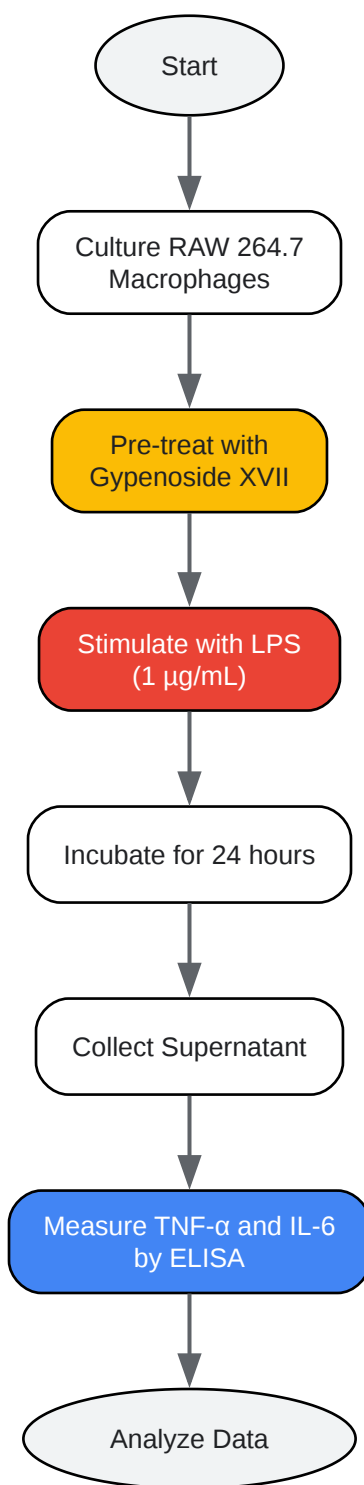 Start
Culture RAW 264.7
Macrophages
Pre-treat with
Gypenoside XVII
Stimulate with LPS
(1 µg/mL)
Incubate for 24 hours
Collect Supernatant
Measure TNF-α and IL-6
by ELISA
Analyze Data